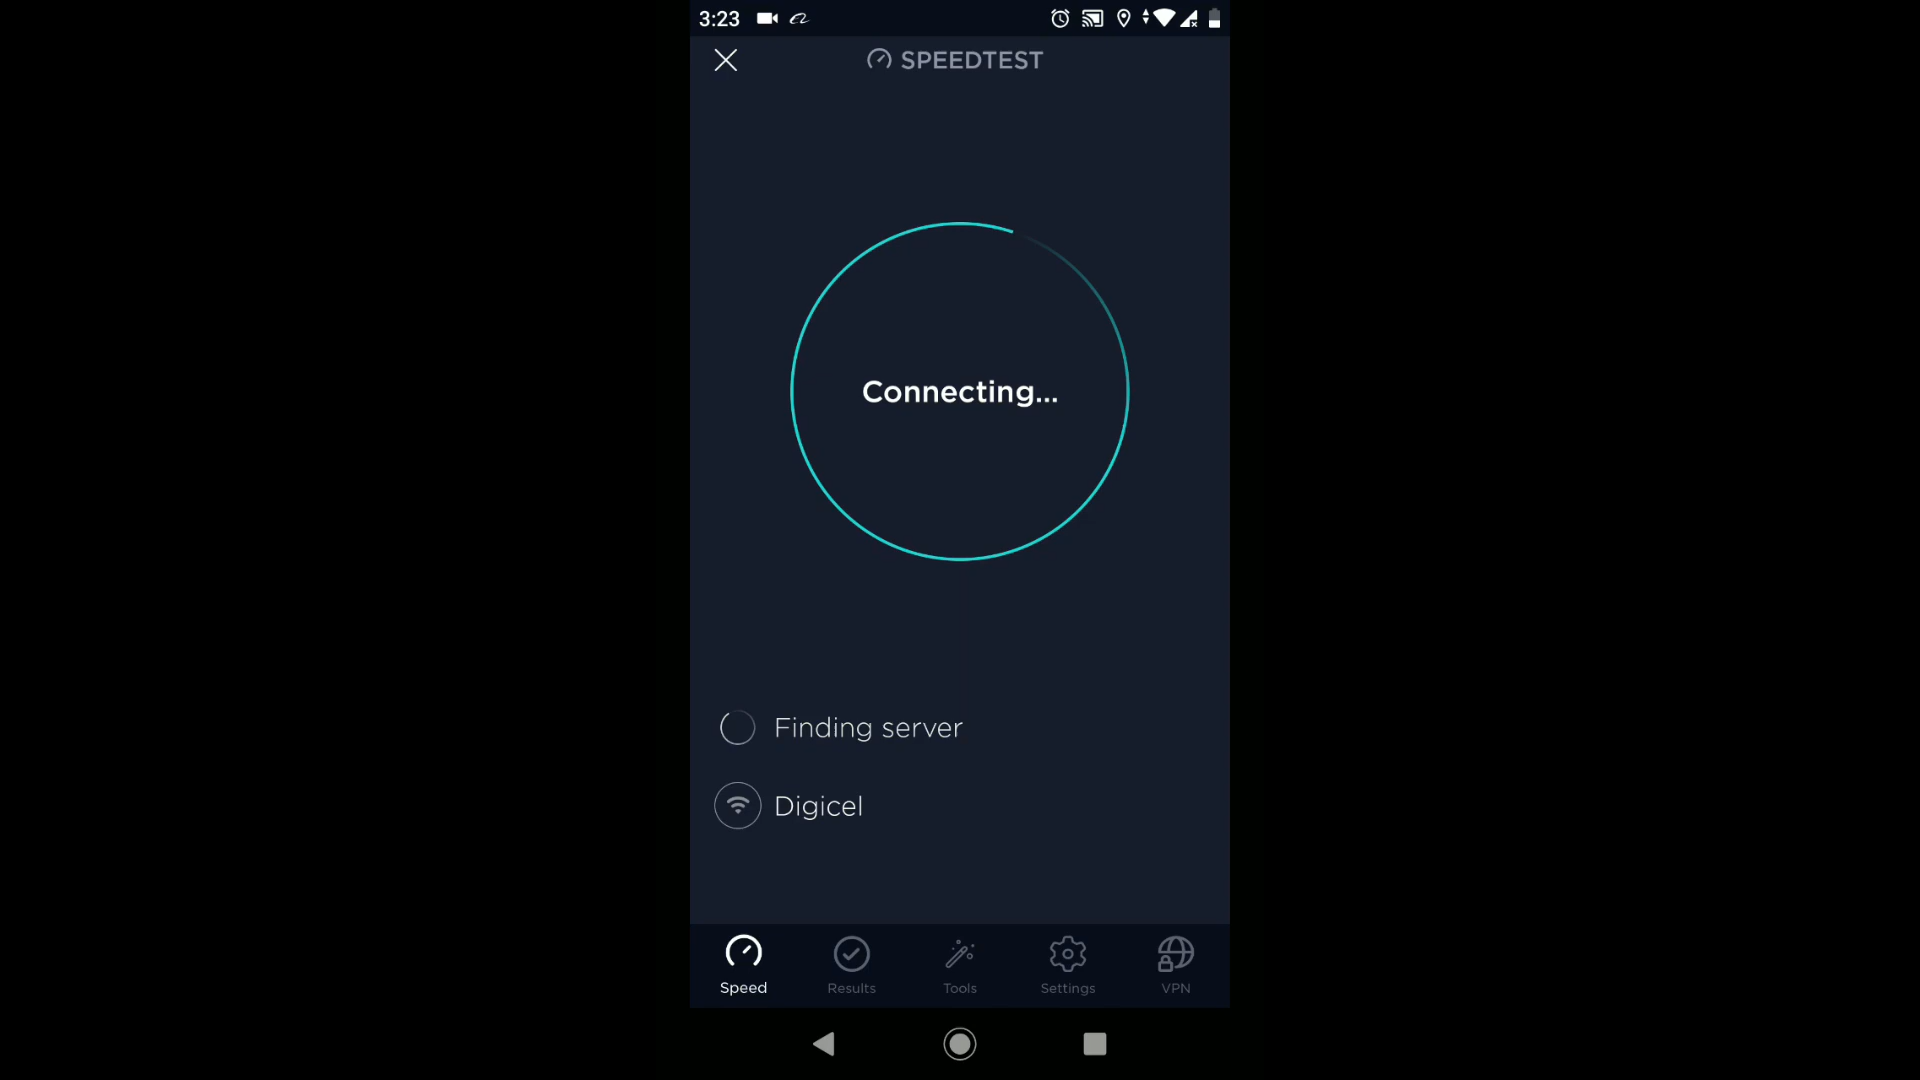 3:23
SPEEDTEST
Connecting...
Finding server
Digicel
Speed Results Tools Settings VPN